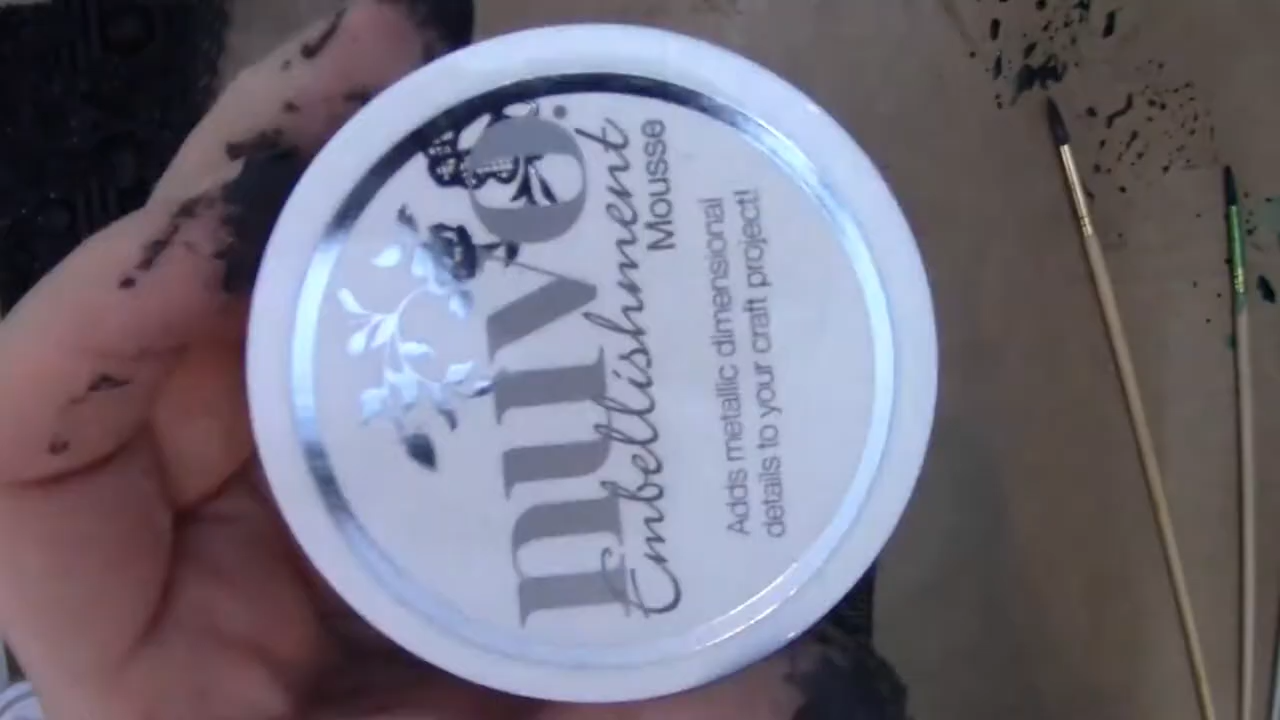 nuvo.
Embellishment
Mousse
Adds metallic dimensional
details to your craft project!